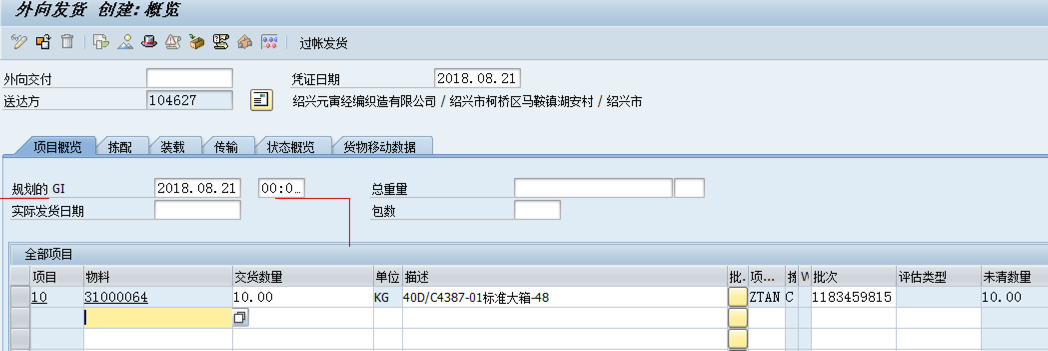 外向发货 创建:概览
过帐发货
外向交付 凭证日期 2018.08.21
送达方 104627 绍兴元寅经编织造有限公司 / 绍兴市柯桥区马鞍镇湖安村 / 绍兴市
项目概览 拣配 装载 传输 状态概览 货物移动数据
规划的 GI 2018.08.21 00:0… 总重量
实际发货日期 包数
全部项目
项目 物料 交货数量 单位 描述 批. 项... W 批次 评估类型 未清数量
10 31000064 10.00 KG 40D/C4387-01标准大箱-48 ZTAN C 1183459815 10.00